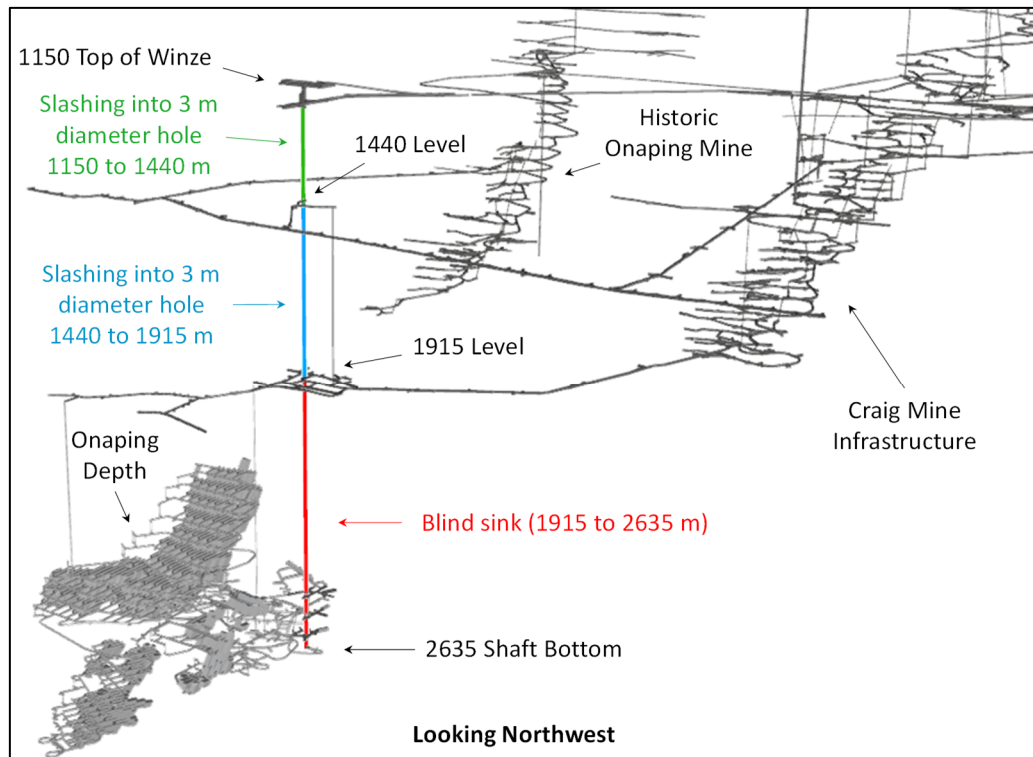 1150 Top of Winze
Slashing into 3 m
diameter hole
1150 to 1440 m
1440 Level
Historic
Onaping Mine
Slashing into 3 m
diameter hole
1440 to 1915 m
1915 Level
Craig Mine
Infrastructure
Onaping
Depth
Blind sink (1915 to 2635 m)
2635 Shaft Bottom
Looking Northwest